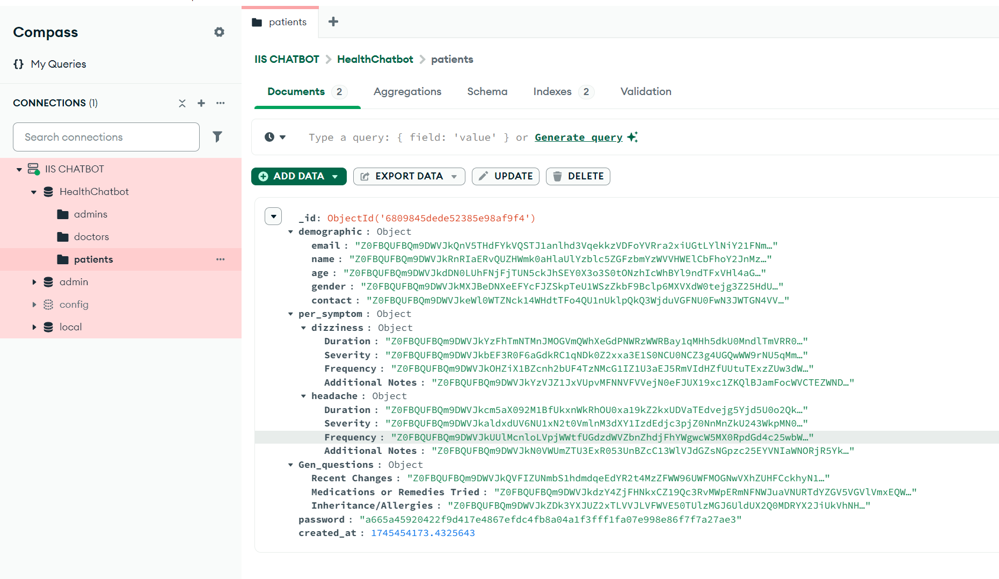 Compass
My Queries
CONNECTIONS (1)
Search connections
IIS CHATBOT
HealthChatbot
admins
doctors
patients
admin
config
local
patients
IIS CHATBOT > HealthChatbot > patients
Documents 2 Aggregations Schema Indexes 2 Validation
Type a query: { field: 'value' } or Generate query
ADD DATA EXPORT DATA UPDATE DELETE
_id: ObjectId('6809845dede52385e98af9f4')
demographic : Object
email : "Z0FBQUFBQm9DWVJkQnV5THdFYkVQSTJ1anlhd3VqekkzVDFoYVRra2xiUGtLYlNiY21FNm…"
name : "Z0FBQUFBQm9DWVJkRnRIaERvQUZHWmk0aHlaUlYzblc5ZGFzbmYzWVVHWElCbFhoY2JnMz…"
age : "Z0FBQUFBQm9DWVJkdDN0LUhFNjFjTUN5ckJhSEY0X3o3S0tONzhIcWhBYl9ndTFxVHl4aG…"
gender : "Z0FBQUFBQm9DWVJkMXJBeDNXeEFYcFJZSkpTeU1WSzZkbF9Bclp6MXVXdW0tejg3Z25HdU…"
contact : "Z0FBQUFBQm9DWVJkeWl0WTZNck14WHdtTFo4QU1nUklpQkQ3WjduVGFNU0FwN3JWTGN4VV…"
per_symptom : Object
dizziness : Object
Duration : "Z0FBQUFBQm9DWVJkYzFhTmNTMnJMOGVmQWhXeGdPNWRzWWRBay1qMHh5dkU0MndlTmVRR0…"
Severity : "Z0FBQUFBQm9DWVJkbEF3R0F6aGdkRC1qNDk0Z2xxa3E1S0NCU0NCZ3g4UGQwWW9rNU5qMm…"
Frequency : "Z0FBQUFBQm9DWVJkOHZiX1BZcnh2bUF4TzNMcG1IZ1U3aEJ5RmVIdHZfUUtuTExzZUw3dW…"
Additional Notes : "Z0FBQUFBQm9DWVJkYzVJZ1JxVUpvMFNNVFVVejN0eFJUX19xc1ZKQlBJamFocWVCTEZWND…"
headache : Object
Duration : "Z0FBQUFBQm9DWVJkcm5aX092M1BfUkxnWkRhOU0xa19kZ2kxUDVaTEdvejg5Yjd5U0o2Qk…"
Severity : "Z0FBQUFBQm9DWVJkaldxdUV6NU1xN2t0VmlnM3dXY1IzdEdjc3pjZ0NnMnZkU243WkpMN0…"
Frequency : "Z0FBQUFBQm9DWVJkUUlMcnloLVpjWWtfUGdzdWVZbnZhdjFhYWgwcW5MX0RpdGd4c25wbW…"
Additional Notes : "Z0FBQUFBQm9DWVJkN0VWUmZTU3ExR053UnBZcC13WlVJdGZsNGpzc25EYVNIaWNORjR5Yk…"
Gen_questions : Object
Recent Changes : "Z0FBQUFBQm9DWVJkQVFIZUNmbS1hdmdqeEdYR2t4MzZFWW96UWFMOGNwVXhZUHFCckhyN1…"
Medications or Remedies Tried : "Z0FBQUFBQm9DWVJkdzY4ZjFHNkxCZ19Qc3RvMWpERmNFNWJuaVNURTdYZGV5VGVlVmxEQW…"
Inheritance/Allergies : "Z0FBQUFBQm9DWVJkZDk3YXJUZ2xTLVVJLVFWVE50TUlzMGJ6UldUX2Q0MDRYX2JiUkVhNH…"
password : "a665a45920422f9d417e4867efdc4fb8a04a1f3fff1fa07e998e86f7f7a27ae3"
created_at : 1745454173.4325643